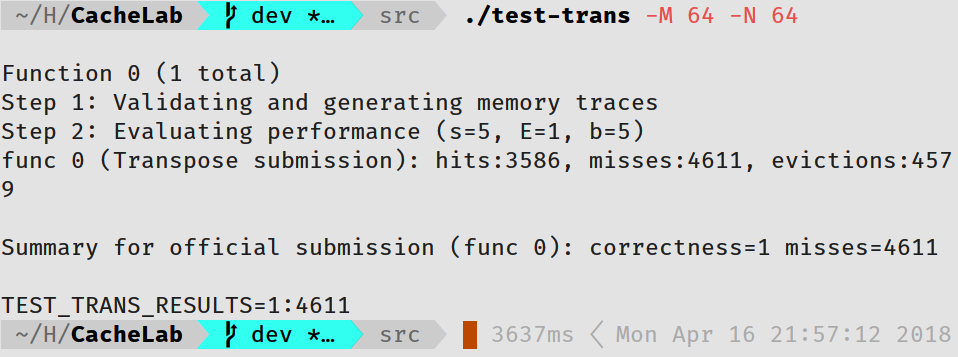 ~/H/CacheLab dev *… src ./test-trans -M 64 -N 64
Function 0 (1 total)
Step 1: Validating and generating memory traces
Step 2: Evaluating performance (s=5, E=1, b=5)
func 0 (Transpose submission): hits:3586, misses:4611, evictions:457
9
Summary for official submission (func 0): correctness=1 misses=4611
TEST_TRANS_RESULTS=1:4611
~/H/CacheLab dev *… src 3637ms Mon Apr 16 21:57:12 2018